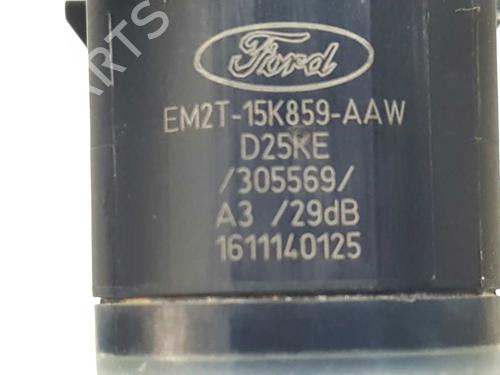 Ford
EM2T-15K859-AAW
D25KE
/305569/
A3 /29dB
1611140125